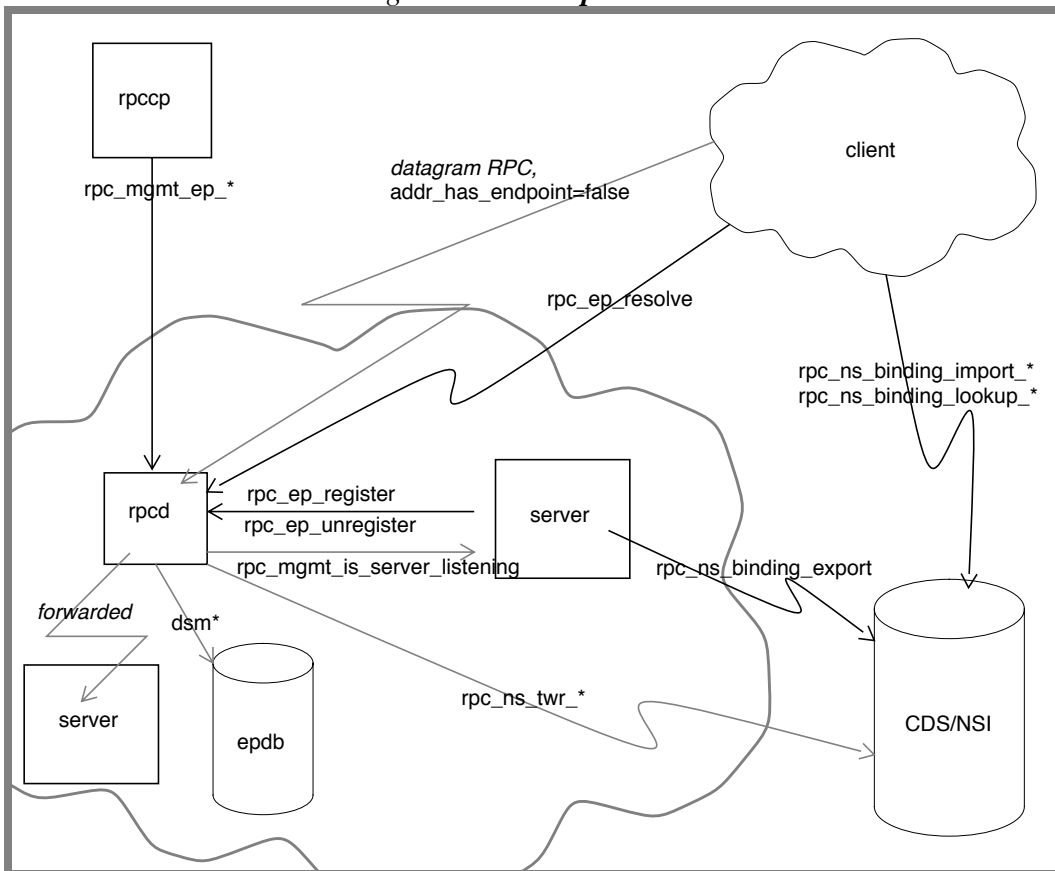 rpccp
client
rpc_mgmt_ep_*
datagram RPC,
addr_has_endpoint=false
rpc_ep_resolve
rpc_ns_binding_import_*
rpc_ns_binding_lookup_*
rpcd
rpc_ep_register
rpc_ep_unregister
server
rpc_mgmt_is_server_listening
rpc_ns_binding_export
forwarded
dsm*
rpc_ns_twr_*
server
epdb
CDS/NSI